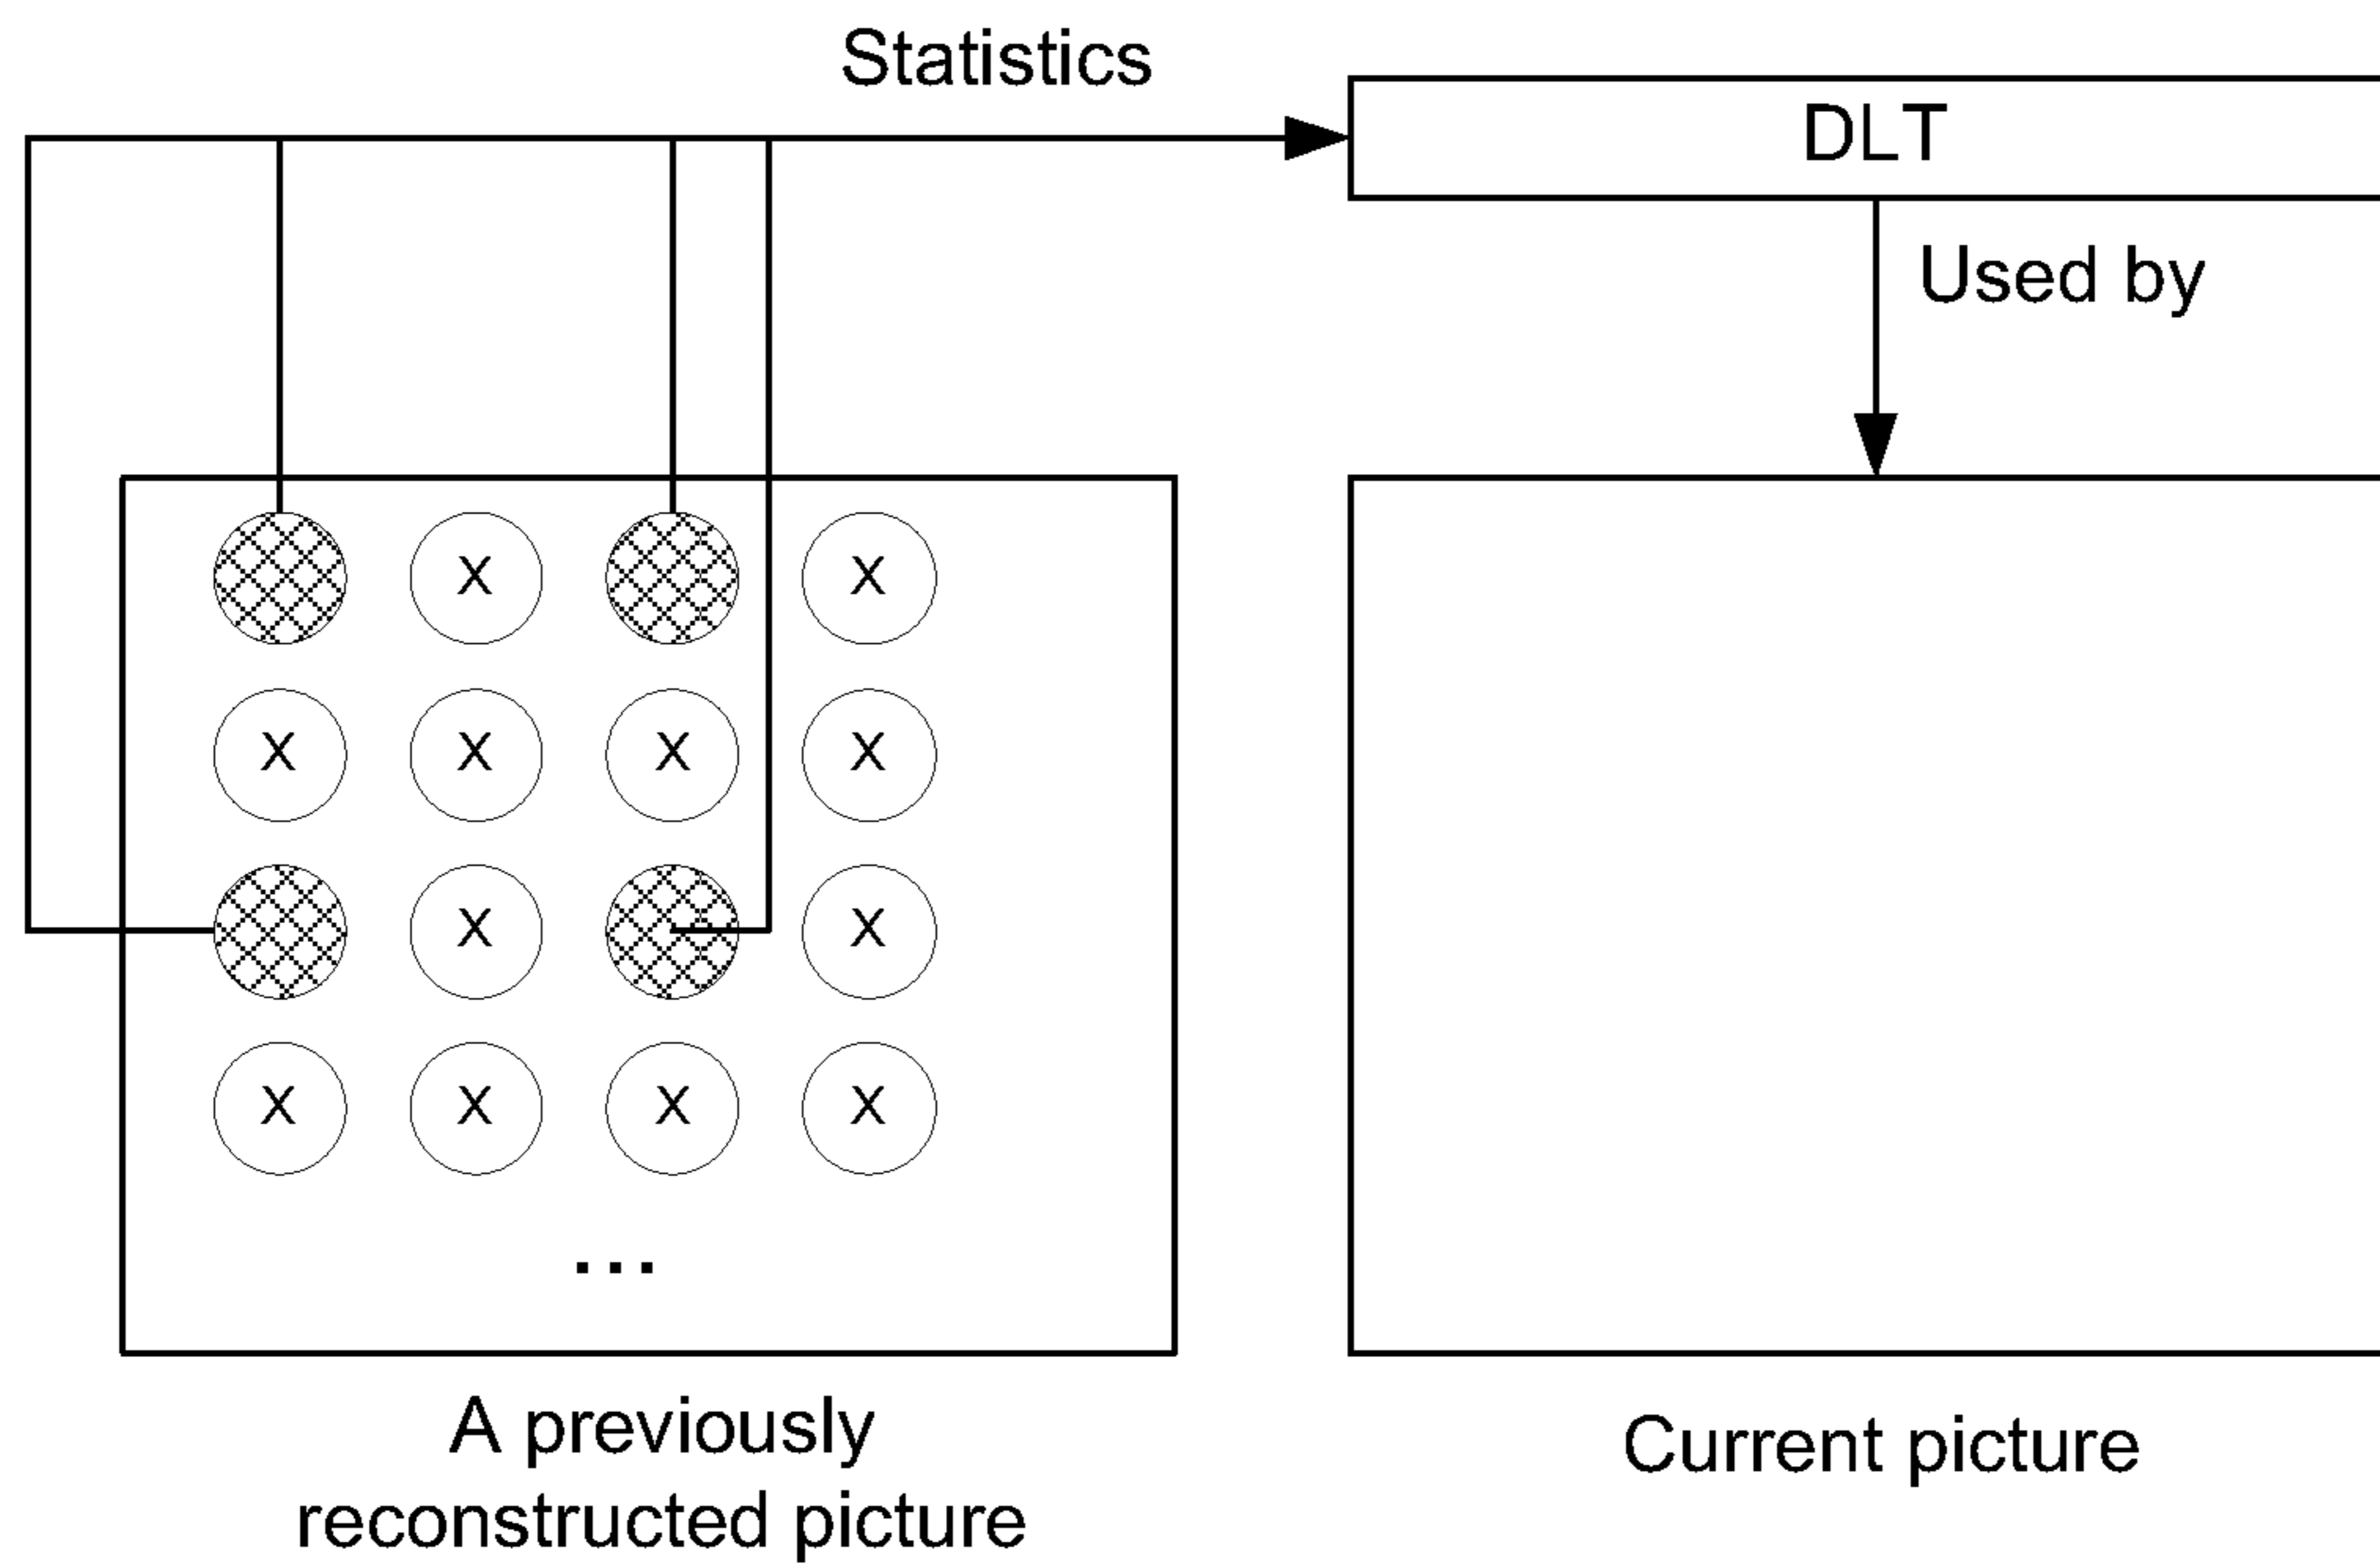 Statistics
DLT
Used by
X X
X X X X
X X
X X X X
...
A previously
reconstructed picture
Current picture